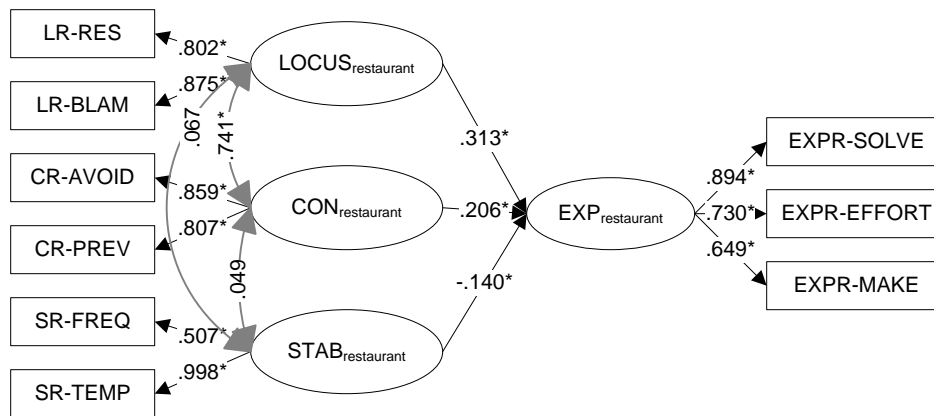 LR-RES
.802*
LOCUSrestaurant
LR-BLAM
.875*
.067
.741*
.313*
EXPR-SOLVE
CR-AVOID
.859*
CONrestaurant
.206*
EXPrestaurant
.894*
.730*
EXPR-EFFORT
CR-PREV
.807*
.649*
.049
-.140*
EXPR-MAKE
SR-FREQ
.507*
STABrestaurant
SR-TEMP
.998*